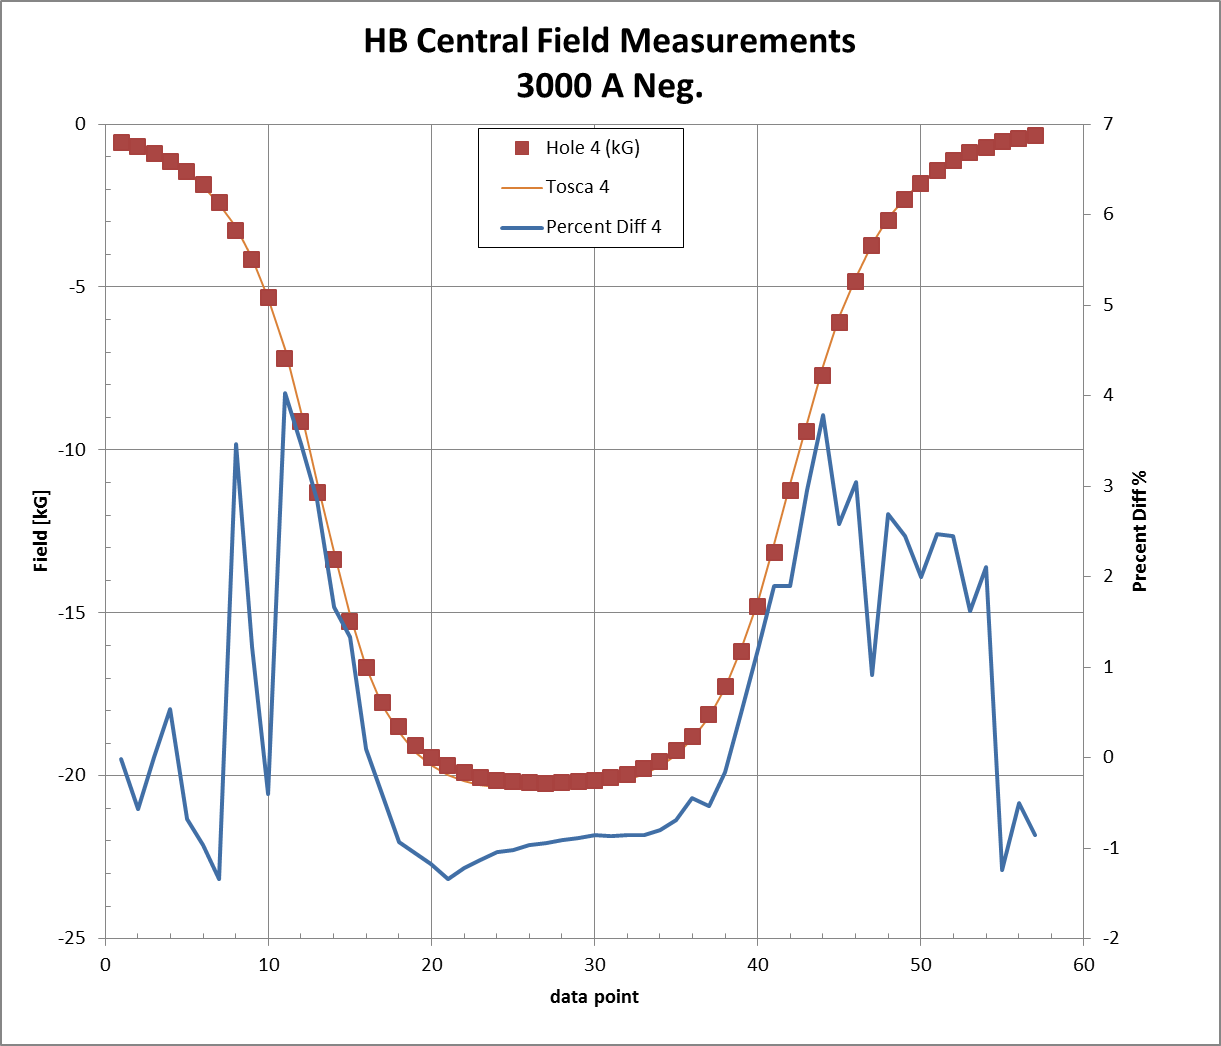 HB Central Field Measurements
3000 A Neg.
Hole 4 (kG)
Tosca 4
Percent Diff 4
0
-5
-10
-15
-20
-25
Field [kG]
7
6
5
4
3
2
1
0
-1
-2
Precent Diff %
0 10 20 30 40 50 60
data point